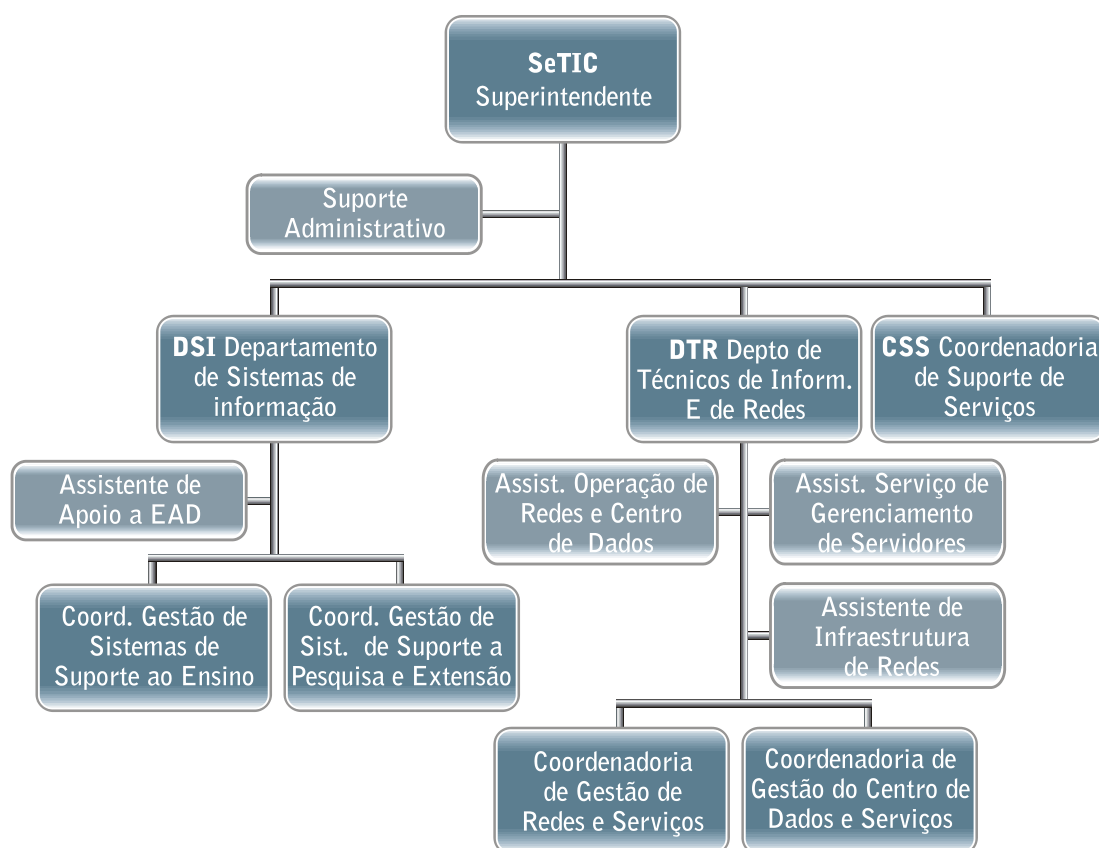 SeTIC
Superintendente
Suporte
Administrativo
DSI Departamento
de Sistemas de
informação
DTR Depto de
Técnicos de Inform.
E de Redes
CSS Coordenadoria
de Suporte de
Serviços
Assistente de
Apoio a EAD
Assist. Operação de
Redes e Centro
de Dados
Assist. Serviço de
Gerenciamento
de Servidores
Coord. Gestão de
Sistemas de
Suporte ao Ensino
Coord. Gestão de
Sist. de Suporte a
Pesquisa e Extensão
Assistente de
Infraestrutura
de Redes
Coordenadoria
de Gestão de
Redes e Serviços
Coordenadoria de
Gestão do Centro de
Dados e Serviços